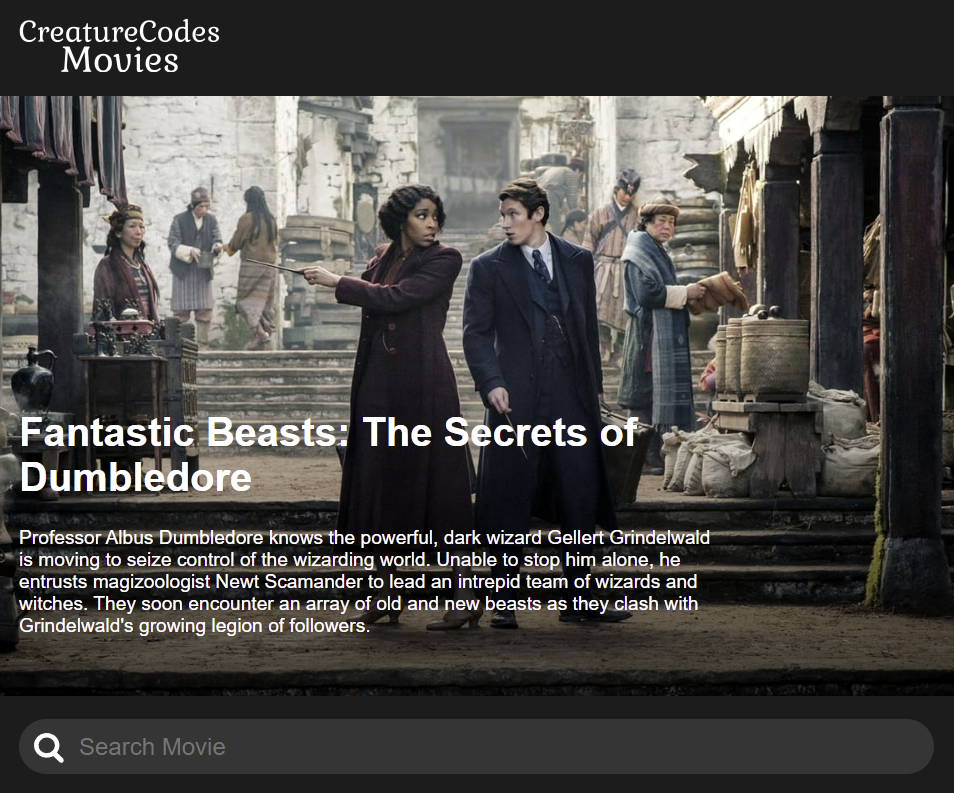 CreatureCodes
Movies
Fantastic Beasts: The Secrets of
Dumbledore
Professor Albus Dumbledore knows the powerful, dark wizard Gellert Grindelwald
is moving to seize control of the wizarding world. Unable to stop him alone, he
entrusts magizoologist Newt Scamander to lead an intrepid team of wizards and
witches. They soon encounter an array of old and new beasts as they clash with
Grindelwald's growing legion of followers.
Search Movie